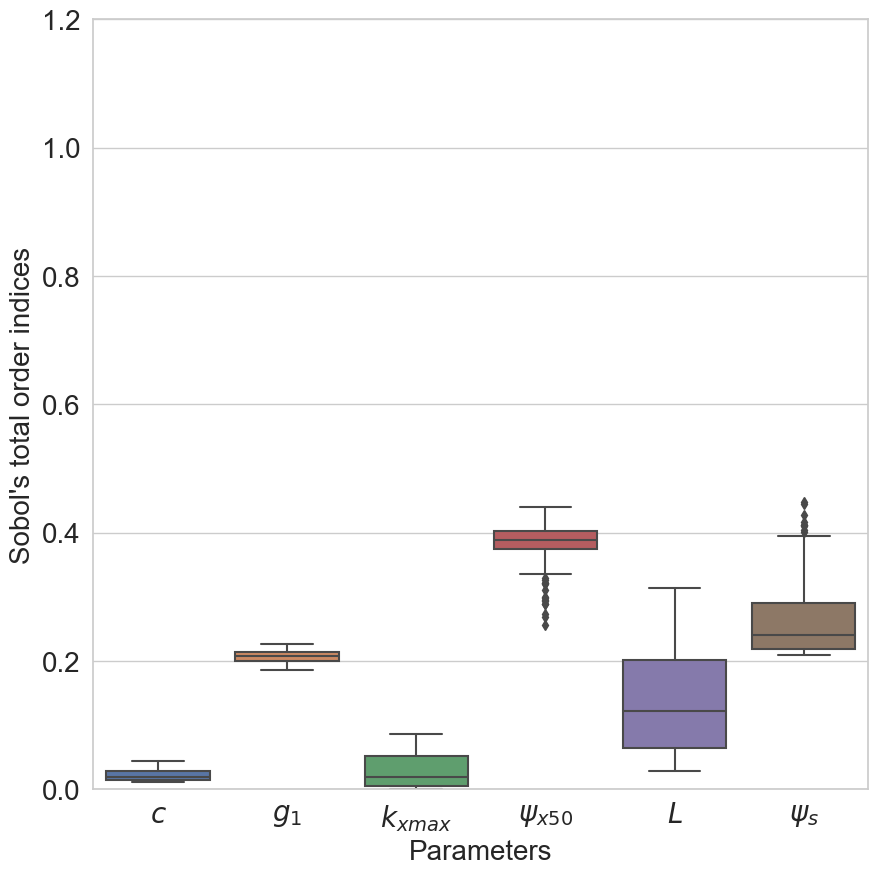 Sobol's total order indices
1.2
1.0
0.8
0.6
0.4
0.2
0.0
c g₁ kₓₘₐₓ ψₓ₅₀ L ψₛ
Parameters